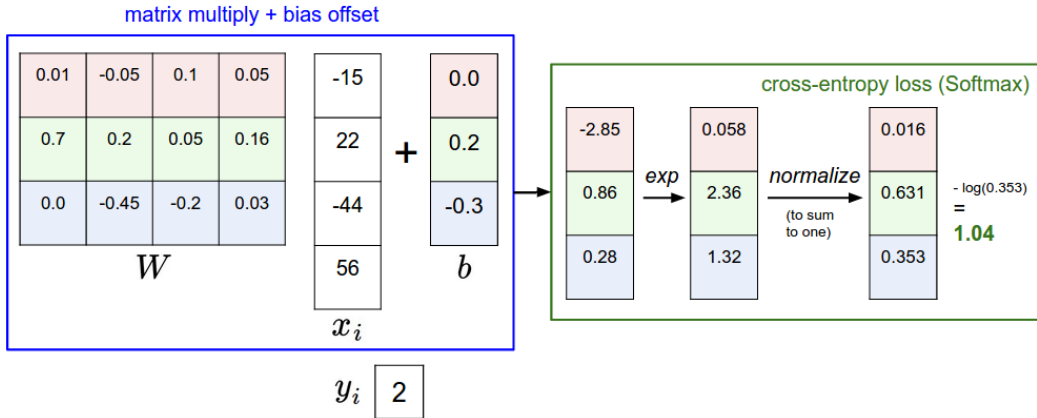 matrix multiply + bias offset
0.01 -0.05 0.1 0.05
0.7 0.2 0.05 0.16
0.0 -0.45 -0.2 0.03
W
-15
22
-44
56
x_i
+
0.0
0.2
-0.3
b
y_i 2
cross-entropy loss (Softmax)
-2.85
0.86
0.28
exp
0.058
2.36
1.32
normalize
(to sum
to one)
0.016
0.631
0.353
- log(0.353)
=
1.04